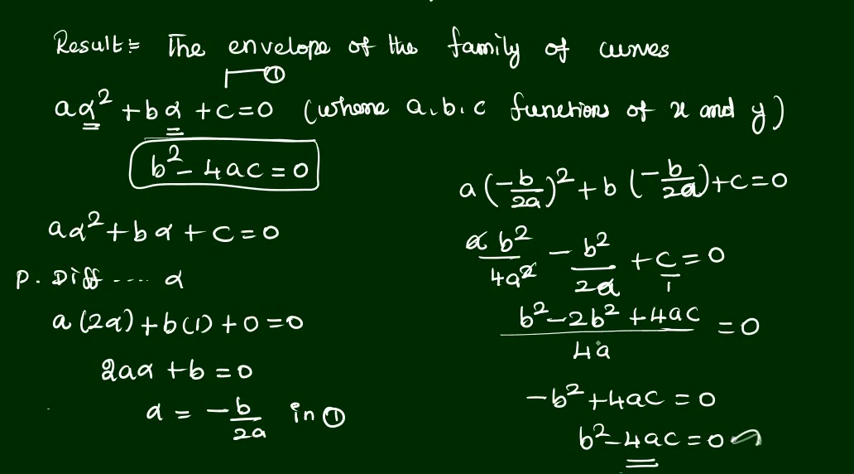 Result:= The envelope of the family of curves
①
aα² + bα + c = 0 (where a, b, c functions of x and y)
b² - 4ac = 0
aα² + bα + c = 0
P. Diff .... α
a(2α) + b(1) + 0 = 0
2aα + b = 0
α = -b/2a in ①
a(-b/2a)² + b(-b/2a) + c = 0
ab²/4a² - b²/2a + c/1 = 0
b² - 2b² + 4ac / 4a = 0
-b² + 4ac = 0
b² - 4ac = 0